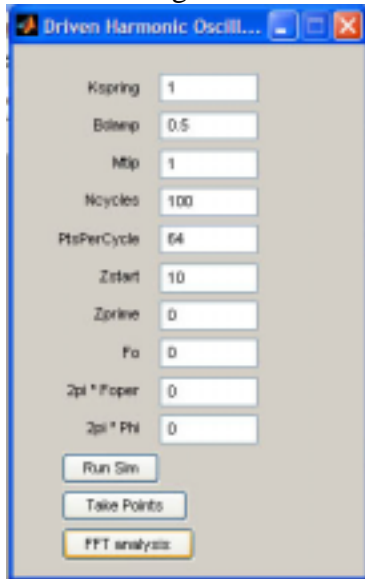 Driven Harmonic Oscill...
Kspring 1
Bdamp 0.5
Mtip 1
Ncycles 100
PtsPerCycle 64
Zstart 10
Zprime 0
Fo 0
2pi * Foper 0
2pi * Phi 0
Run Sim
Take Points
FFT analysis